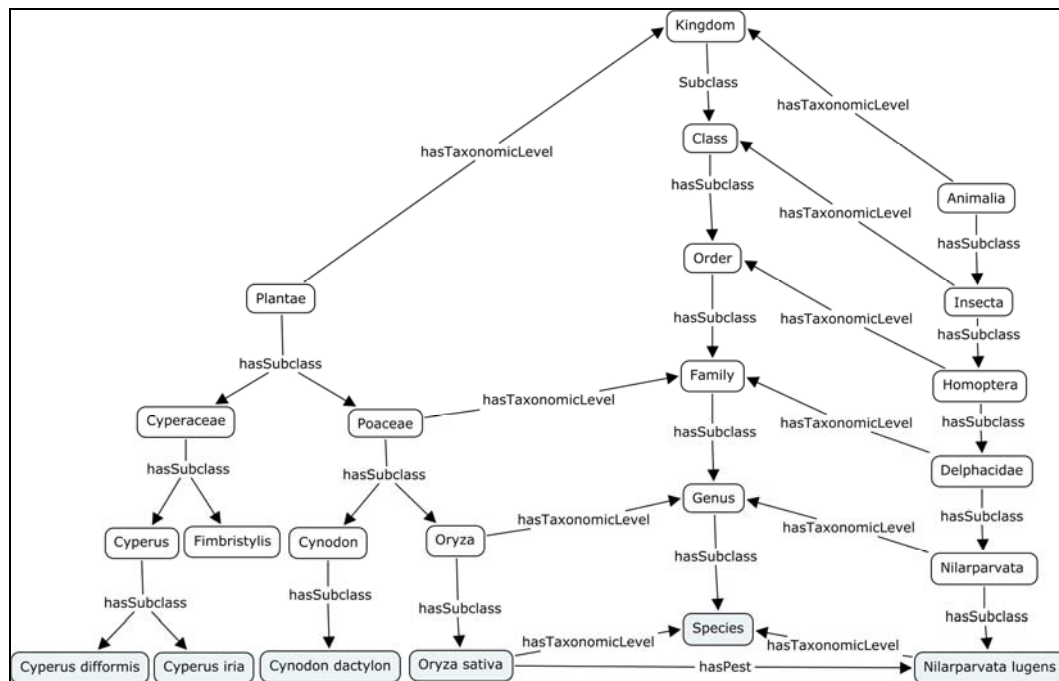 Kingdom
Subclass
hasTaxonomicLevel
Class
hasTaxonomicLevel
hasSubclass
Animalia
hasTaxonomicLevel
hasSubclass
Order
Plantae
Insecta
hasSubclass
hasTaxonomicLevel
hasSubclass
hasSubclass
Family
Homoptera
hasTaxonomicLevel
Cyperaceae
Poaceae
hasTaxonomicLevel
hasSubclass
hasSubclass
hasSubclass
hasSubclass
Delphacidae
Genus
hasTaxonomicLevel
hasSubclass
hasTaxonomicLevel
Cyperus
Fimbristylis
Cynodon
Oryza
hasSubclass
Nilarparvata
hasSubclass
hasSubclass
hasSubclass
hasSubclass
Species
hasTaxonomicLevel
hasTaxonomicLevel
Cyperus difformis
Cyperus iria
Cynodon dactylon
Oryza sativa
hasPest
Nilarparvata lugens